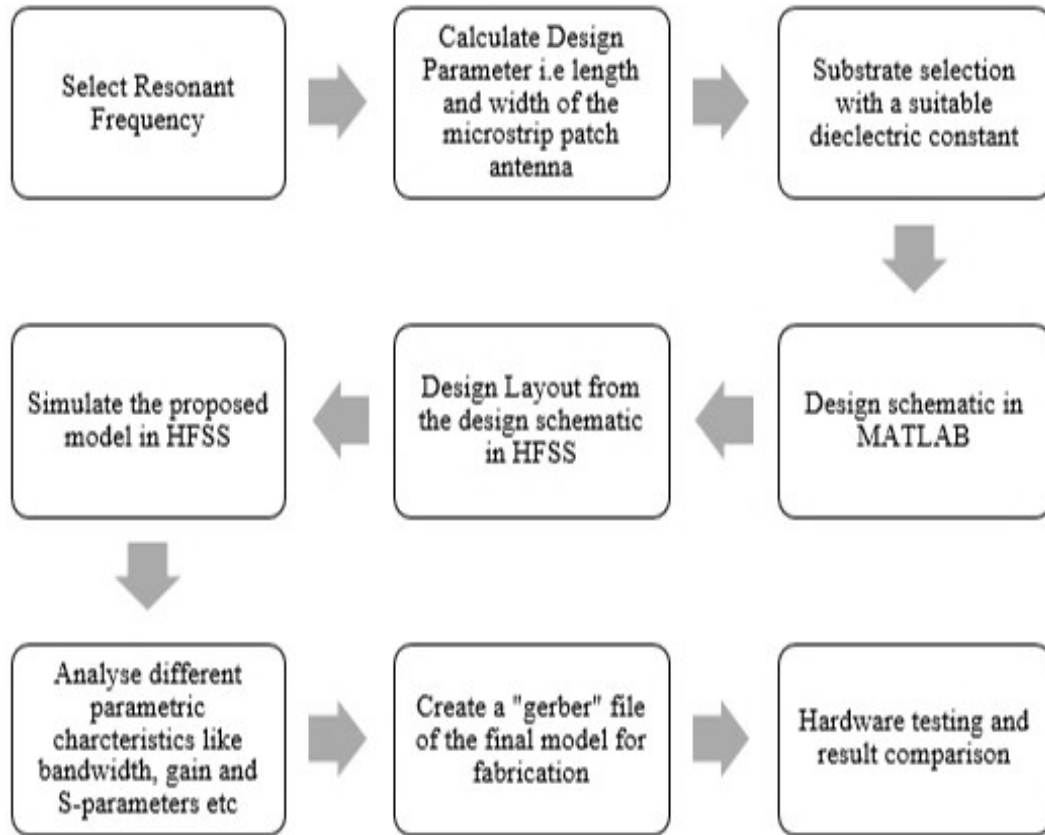 Select Resonant
Frequency
Calculate Design
Parameter i.e length
and width of the
microstrip patch
antenna
Substrate selection
with a suitable
dieclectric constant
Design schematic in
MATLAB
Design Layout from
the design schematic
in HFSS
Simulate the proposed
model in HFSS
Analyse different
parametric
charcteristics like
bandwidth, gain and
S-parameters etc
Create a "gerber" file
of the final model for
fabrication
Hardware testing and
result comparison